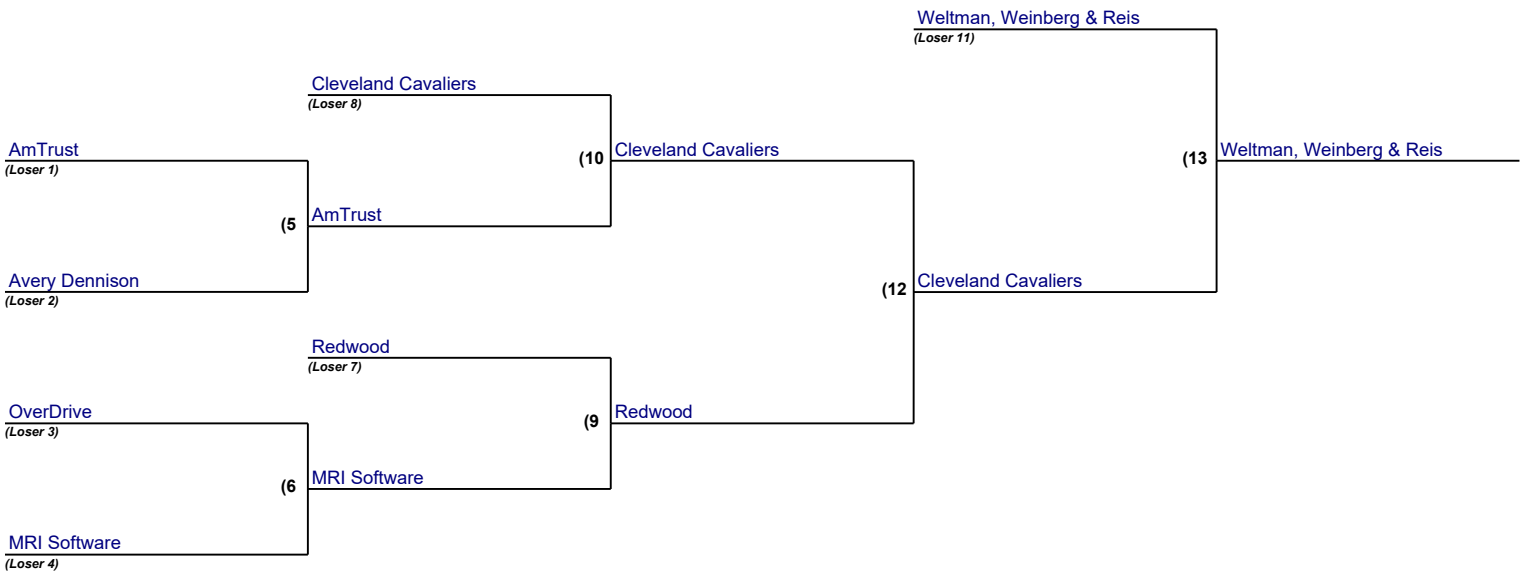 Weltman, Weinberg & Reis
(Loser 11)
Cleveland Cavaliers
(Loser 8)
AmTrust
(Loser 1)
(10
Cleveland Cavaliers
(13
Weltman, Weinberg & Reis
(5
AmTrust
Avery Dennison
(Loser 2)
(12
Cleveland Cavaliers
Redwood
(Loser 7)
OverDrive
(Loser 3)
(9
Redwood
(6
MRI Software
MRI Software
(Loser 4)